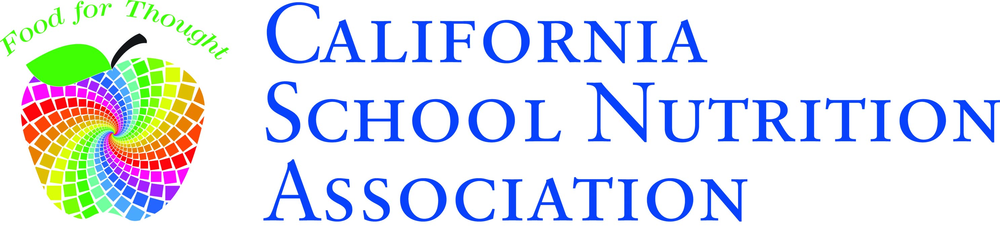 Food for Thought
California
School Nutrition
Association